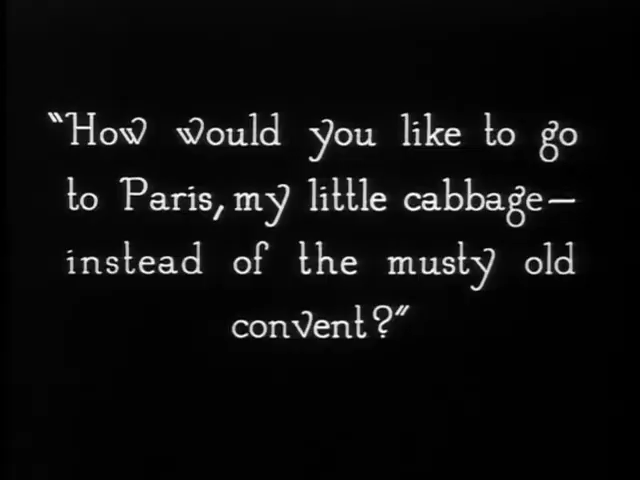 "How would you like to go
to Paris, my little cabbage—
instead of the musty old
convent?"